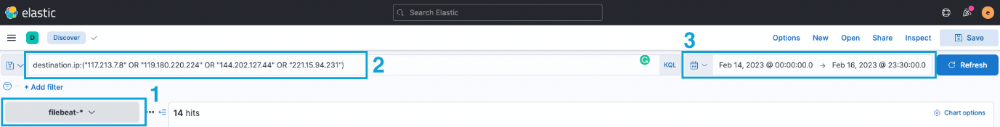 elastic
Search Elastic
e
D Discover Options New Open Share Inspect Save
3
destination.ip:("117.213.7.8" OR "119.180.220.224" OR "144.202.127.44" OR "221.15.94.231") 2 KQL Feb 14, 2023 @ 00:00:00.0 → Feb 16, 2023 @ 23:30:00.0 Refresh
+ Add filter
1
filebeat-* 14 hits Chart options